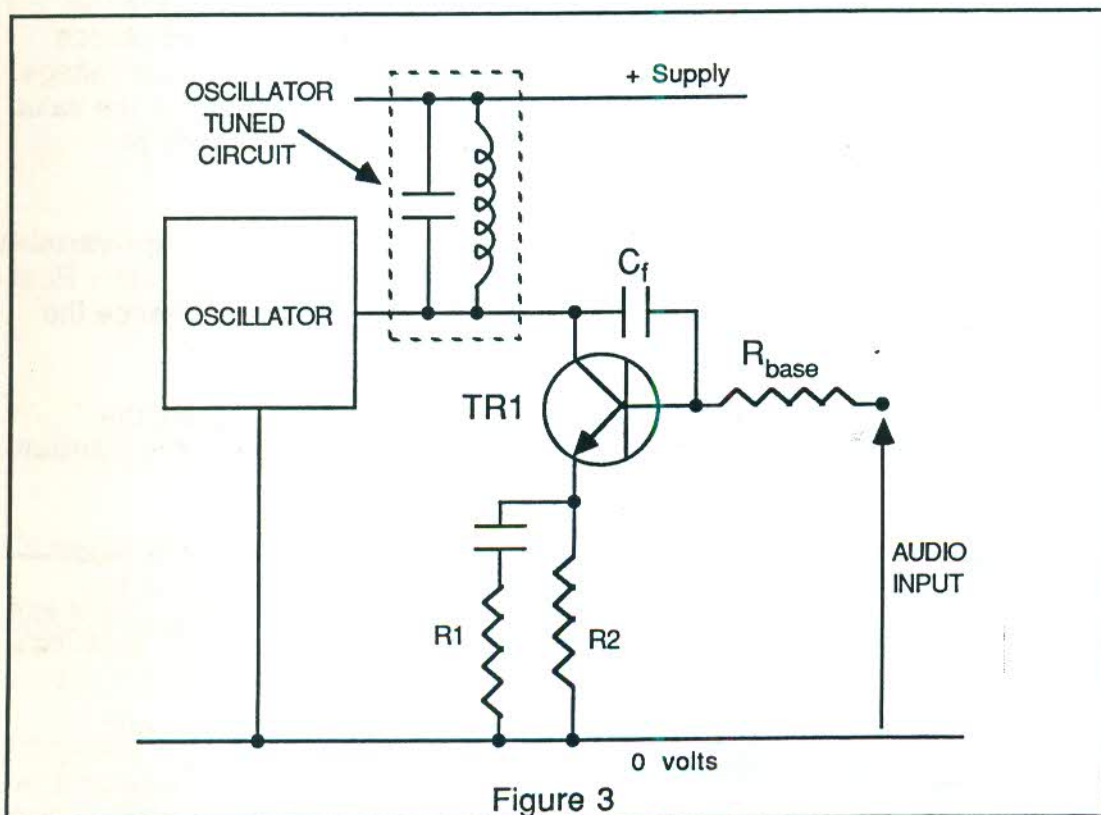 + Supply
OSCILLATOR
TUNED
CIRCUIT
OSCILLATOR
Cf
Rbase
TR1
AUDIO
INPUT
R1
R2
0 volts
Figure 3